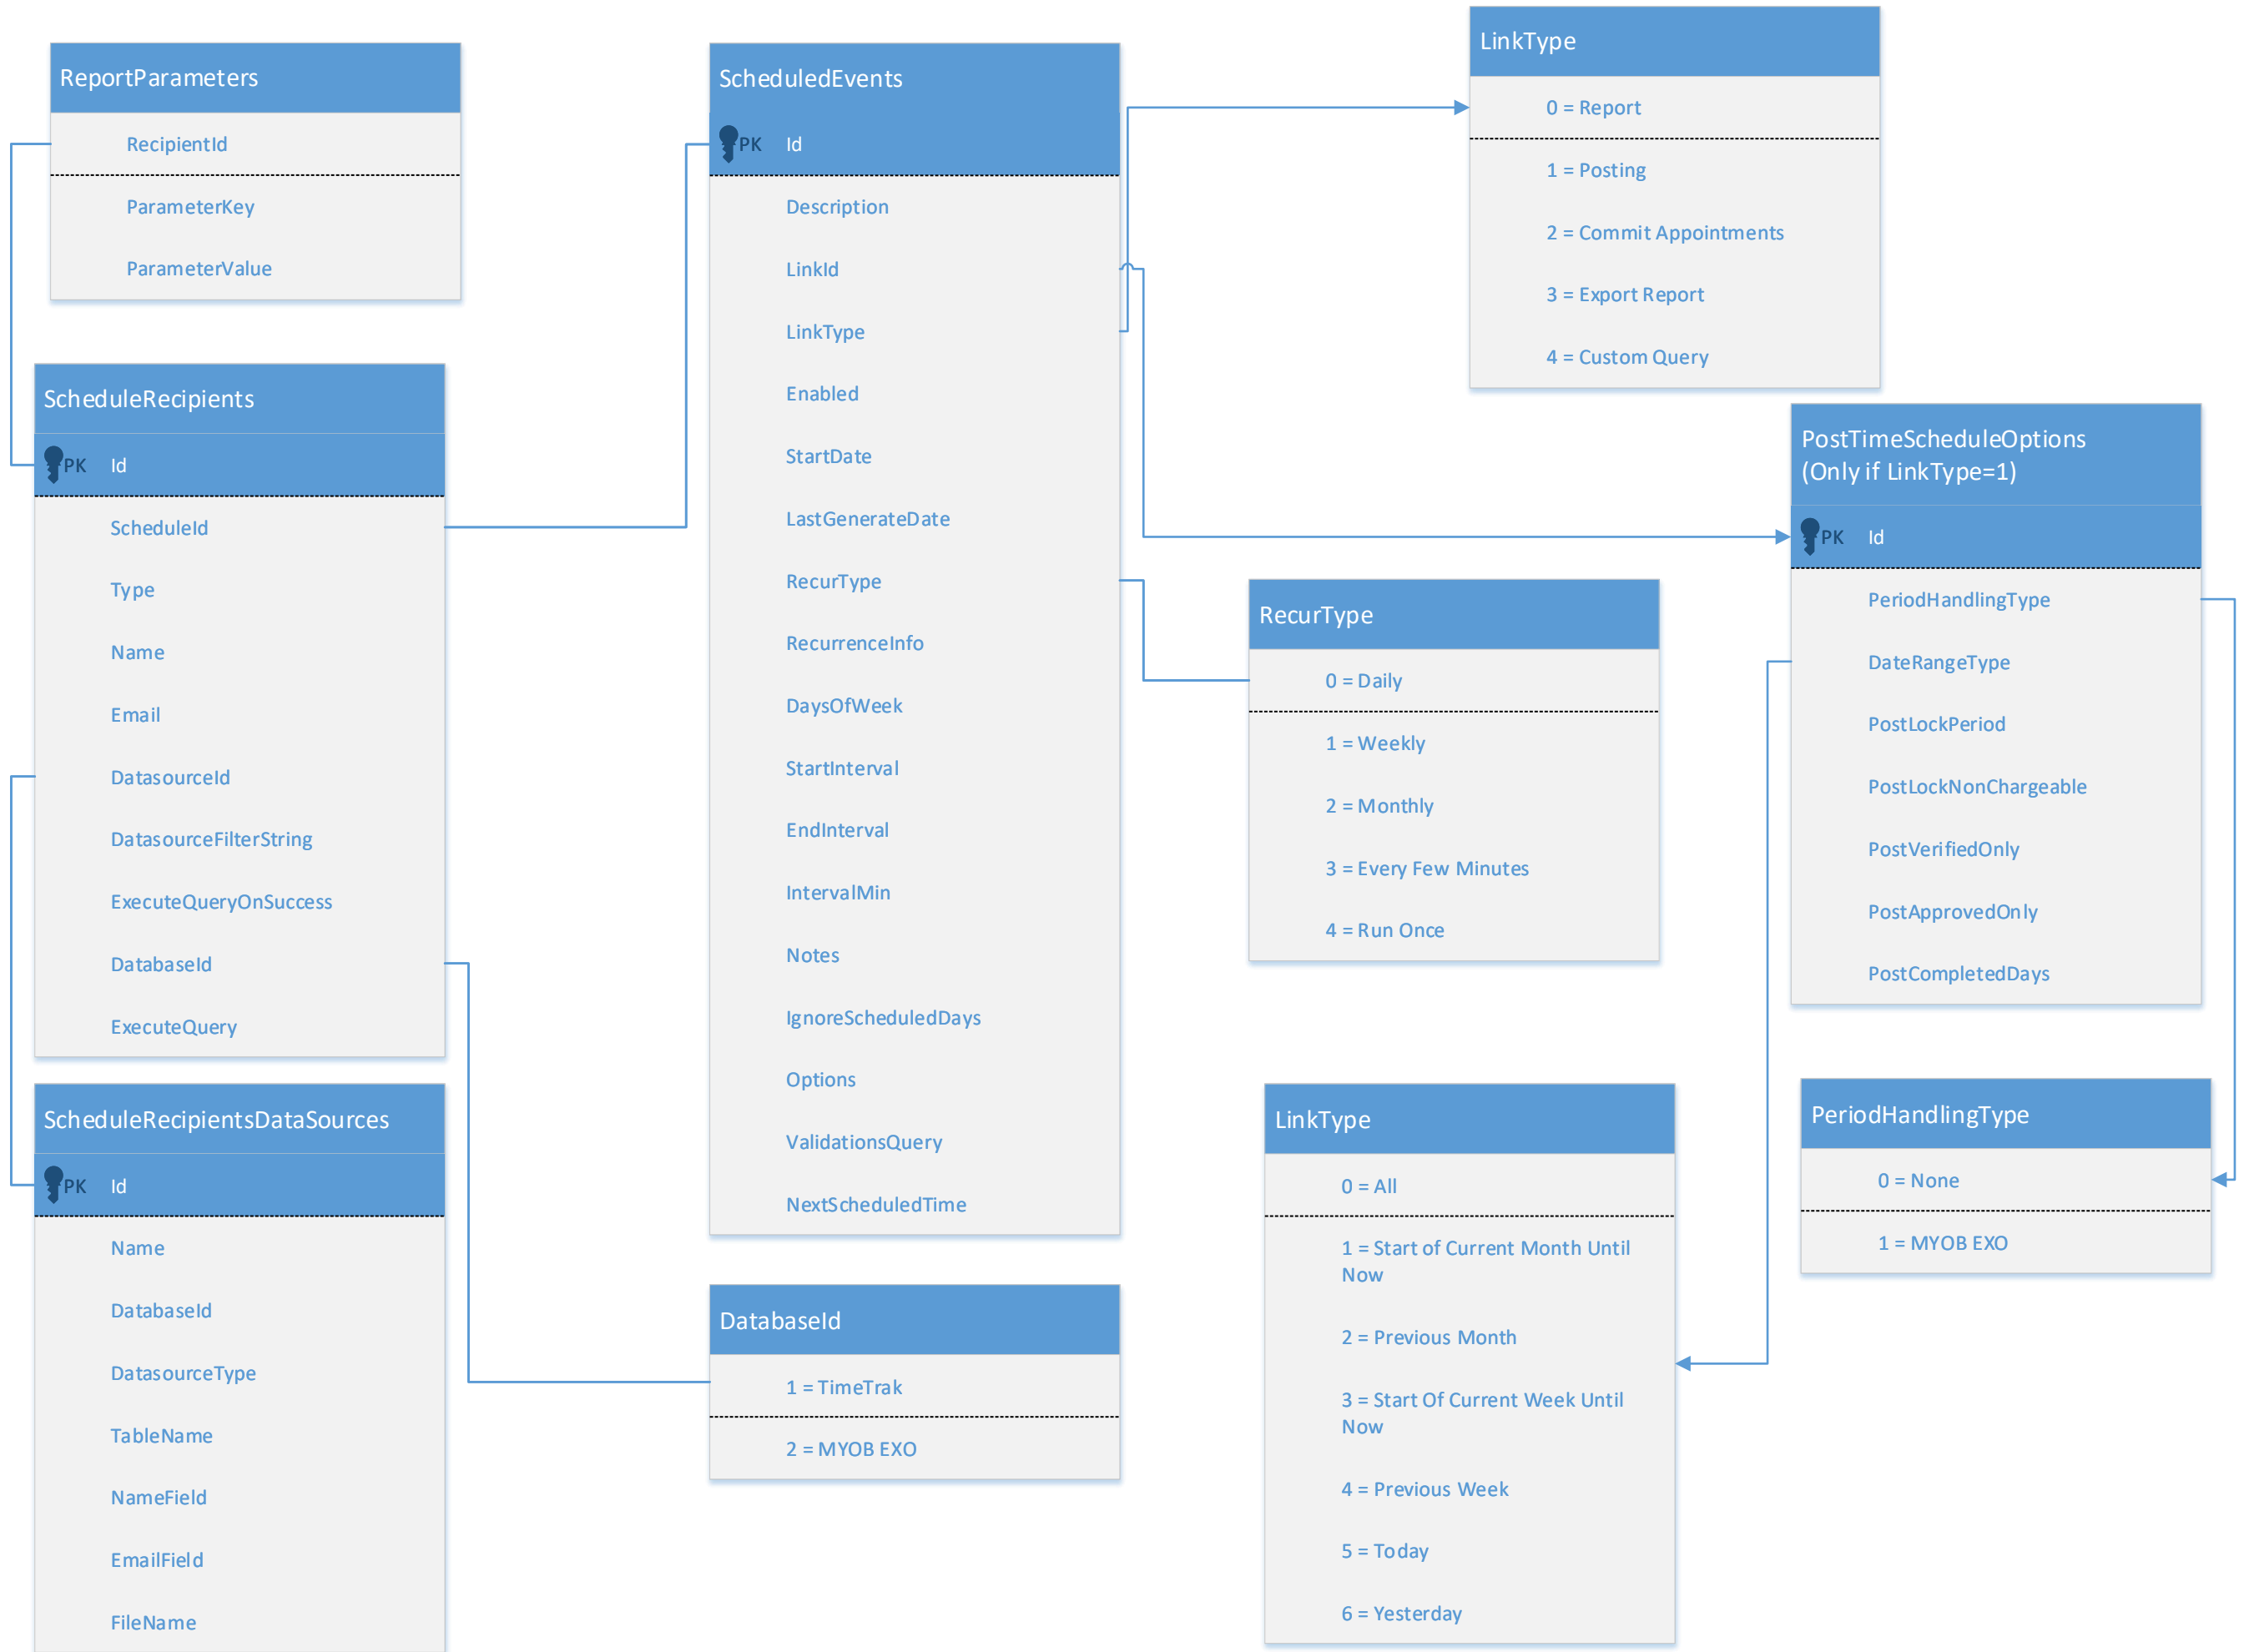 ReportParameters
RecipientId
ParameterKey
ParameterValue
ScheduleRecipients
PK Id
ScheduleId
Type
Name
Email
DatasourceId
DatasourceFilterString
ExecuteQueryOnSuccess
DatabaseId
ExecuteQuery
ScheduleRecipientsDataSources
PK Id
Name
DatabaseId
DatasourceType
TableName
NameField
EmailField
FileName
ScheduledEvents
PK Id
Description
LinkId
LinkType
Enabled
StartDate
LastGenerateDate
RecurType
RecurrenceInfo
DaysOfWeek
StartInterval
EndInterval
IntervalMin
Notes
IgnoreScheduledDays
Options
ValidationsQuery
NextScheduledTime
DatabaseId
1 = TimeTrak
2 = MYOB EXO
LinkType
0 = Report
1 = Posting
2 = Commit Appointments
3 = Export Report
4 = Custom Query
RecurType
0 = Daily
1 = Weekly
2 = Monthly
3 = Every Few Minutes
4 = Run Once
PostTimeScheduleOptions
(Only if LinkType=1)
PK Id
PeriodHandlingType
DateRangeType
PostLockPeriod
PostLockNonChargeable
PostVerifiedOnly
PostApprovedOnly
PostCompletedDays
LinkType
0 = All
1 = Start of Current Month Until
Now
2 = Previous Month
3 = Start Of Current Week Until
Now
4 = Previous Week
5 = Today
6 = Yesterday
PeriodHandlingType
0 = None
1 = MYOB EXO